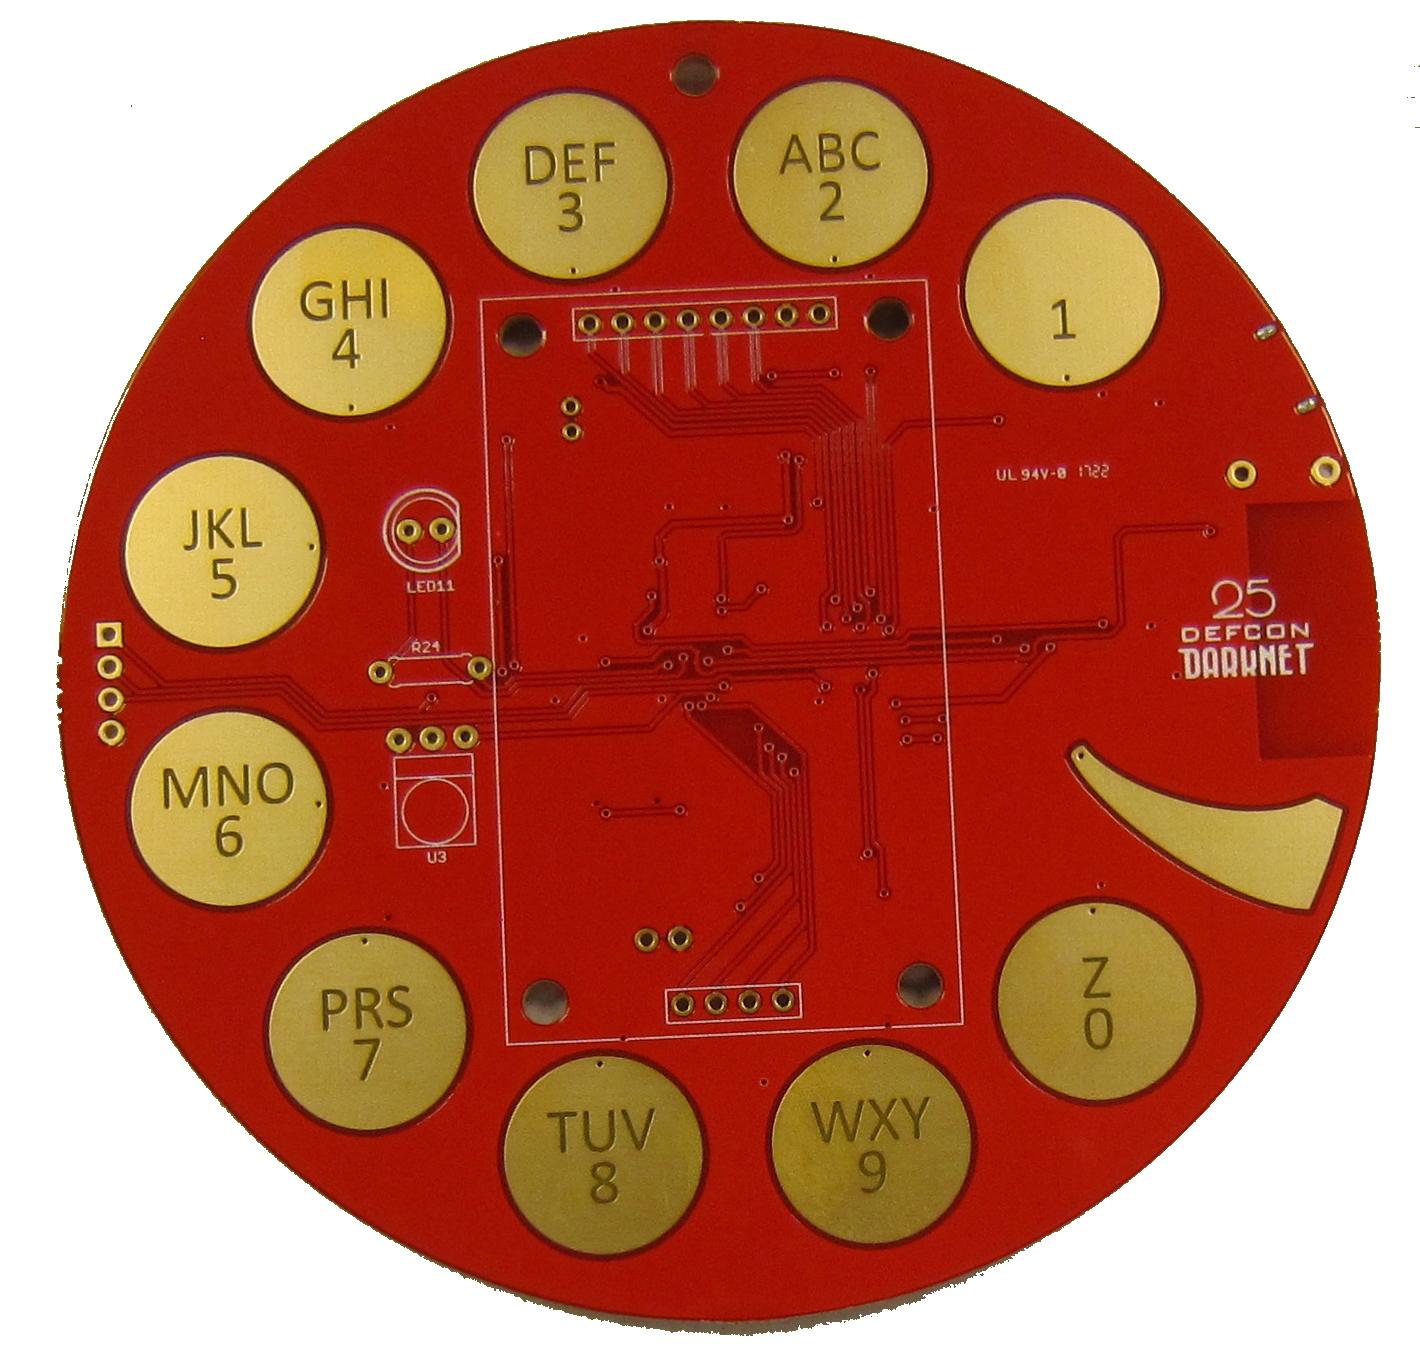 DEF
3
ABC
2
GHI
4
1
JKL
5
UL 94V-0 1722
LED11
25
DEFCON
DARKNET
R24
MNO
6
U3
PRS
7
Z
0
TUV
8
WXY
9